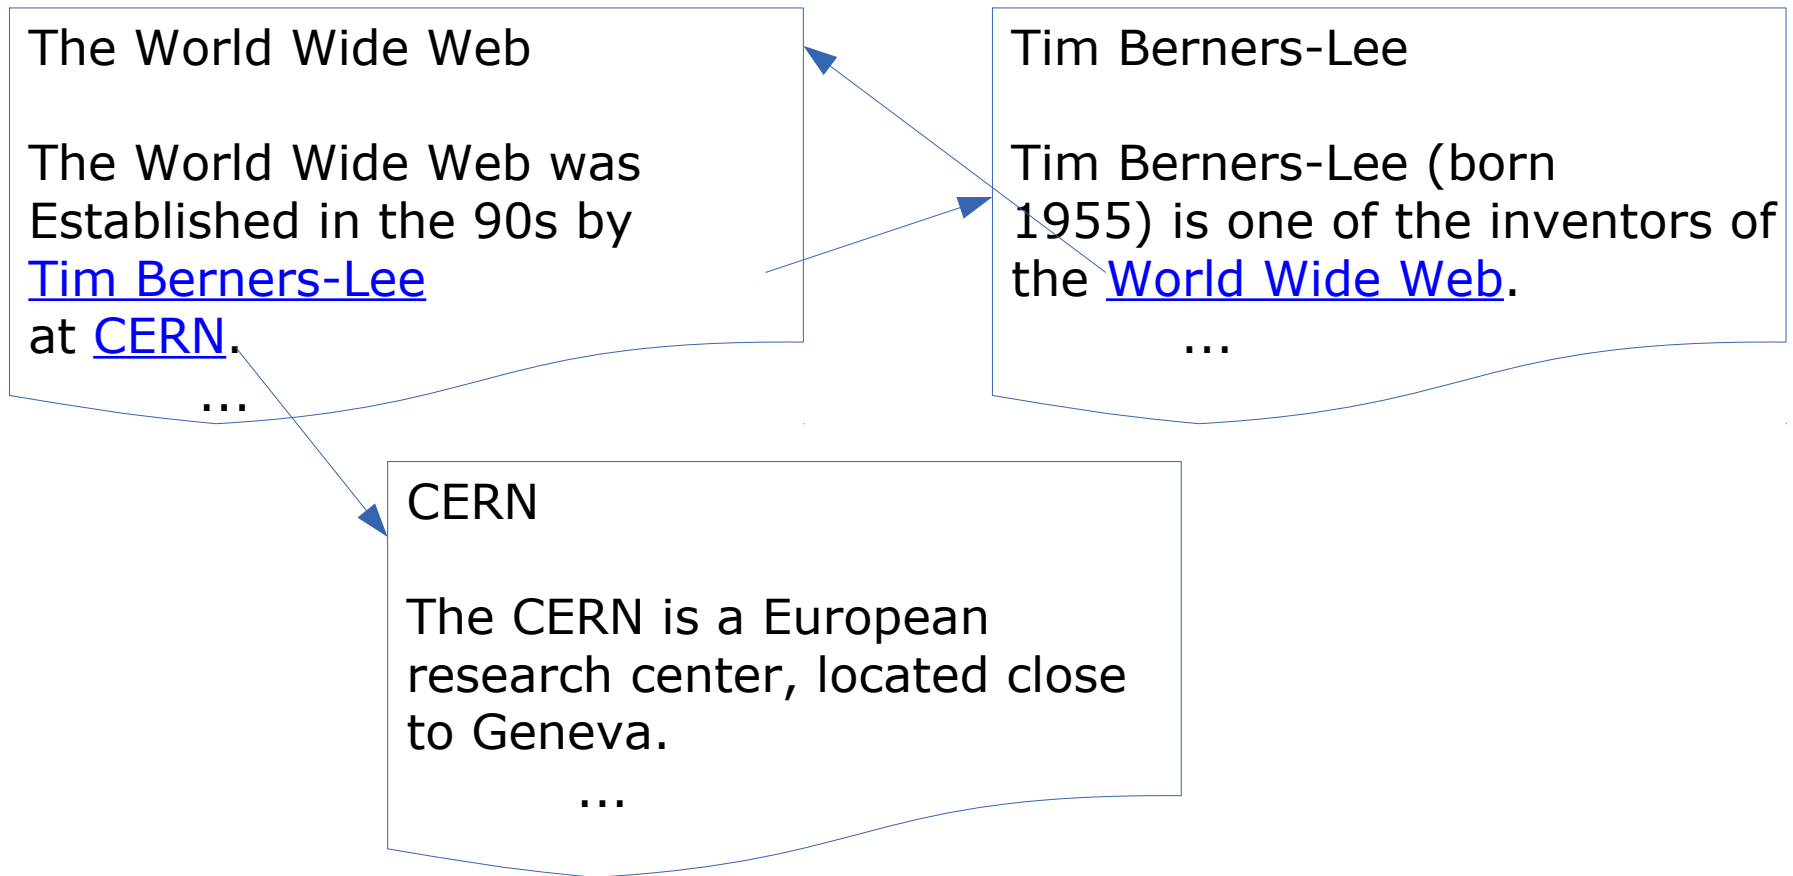 The World Wide Web
The World Wide Web was
Established in the 90s by
Tim Berners-Lee
at CERN.
...
Tim Berners-Lee
Tim Berners-Lee (born
1955) is one of the inventors of
the World Wide Web.
...
CERN
The CERN is a European
research center, located close
to Geneva.
...